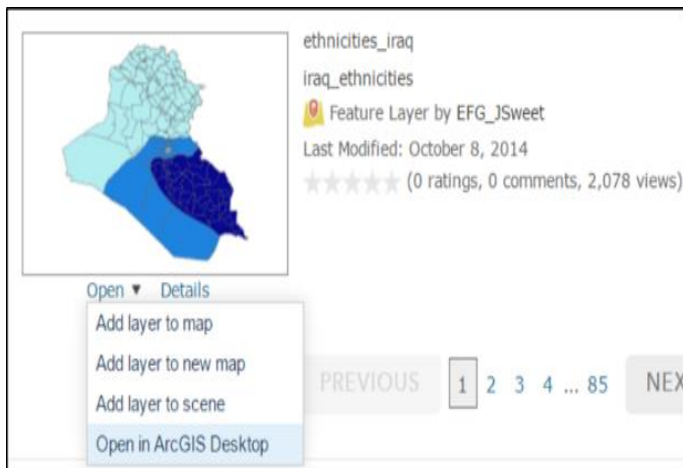 ethnicities_iraq
iraq_ethnicities
Feature Layer by EFG_JSweet
Last Modified: October 8, 2014
(0 ratings, 0 comments, 2,078 views)
Open ▼ Details
Add layer to map
Add layer to new map
Add layer to scene
Open in ArcGIS Desktop
PREVIOUS 1 2 3 4 ... 85 NEX